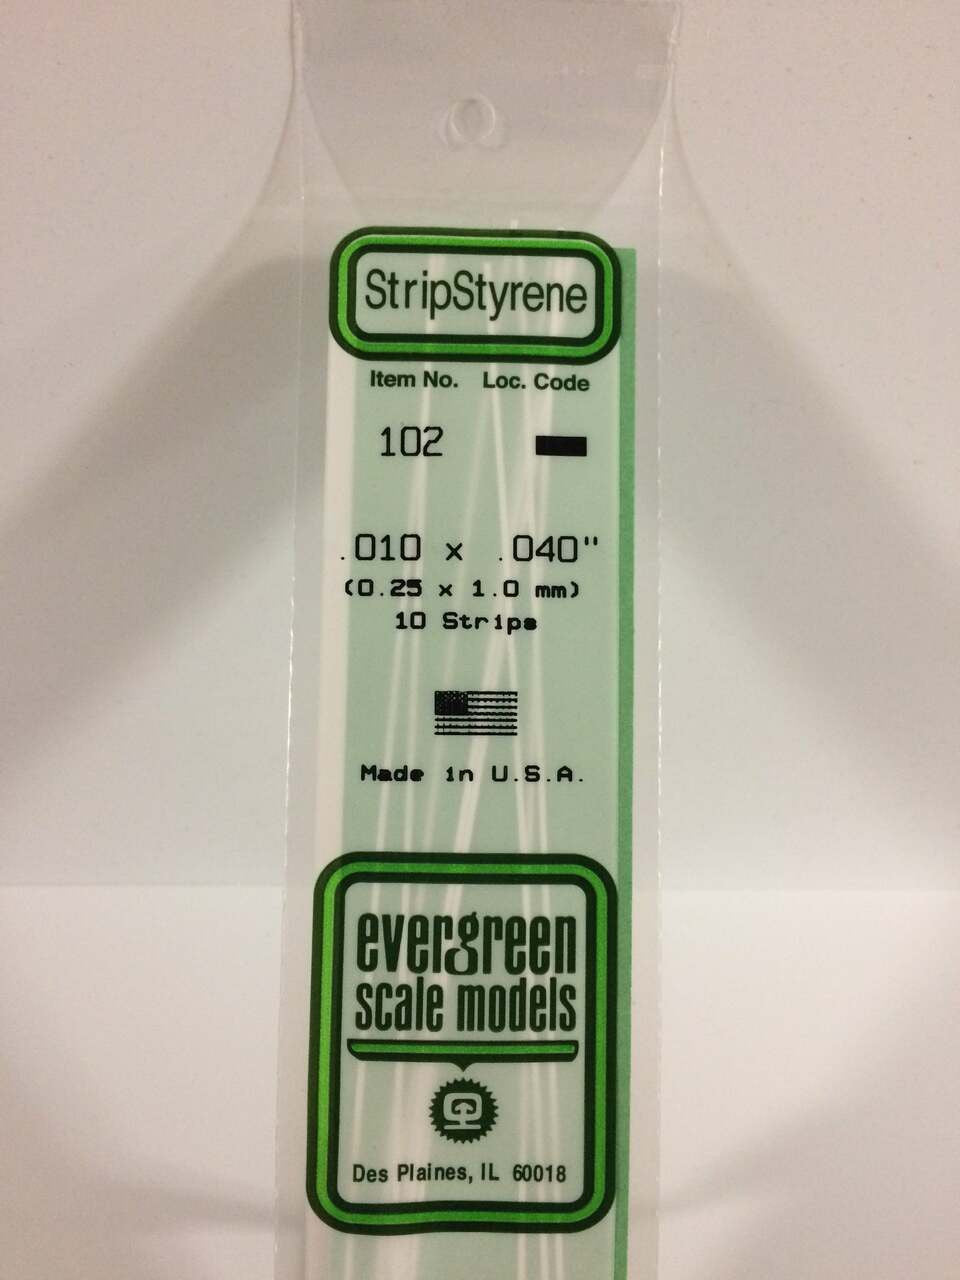 StripStyrene
Item No. Loc. Code
102
.010 x .040"
(0.25 x 1.0 mm)
10 Strips
Made in U.S.A.
evergreen
scale models
Des Plaines, IL 60018